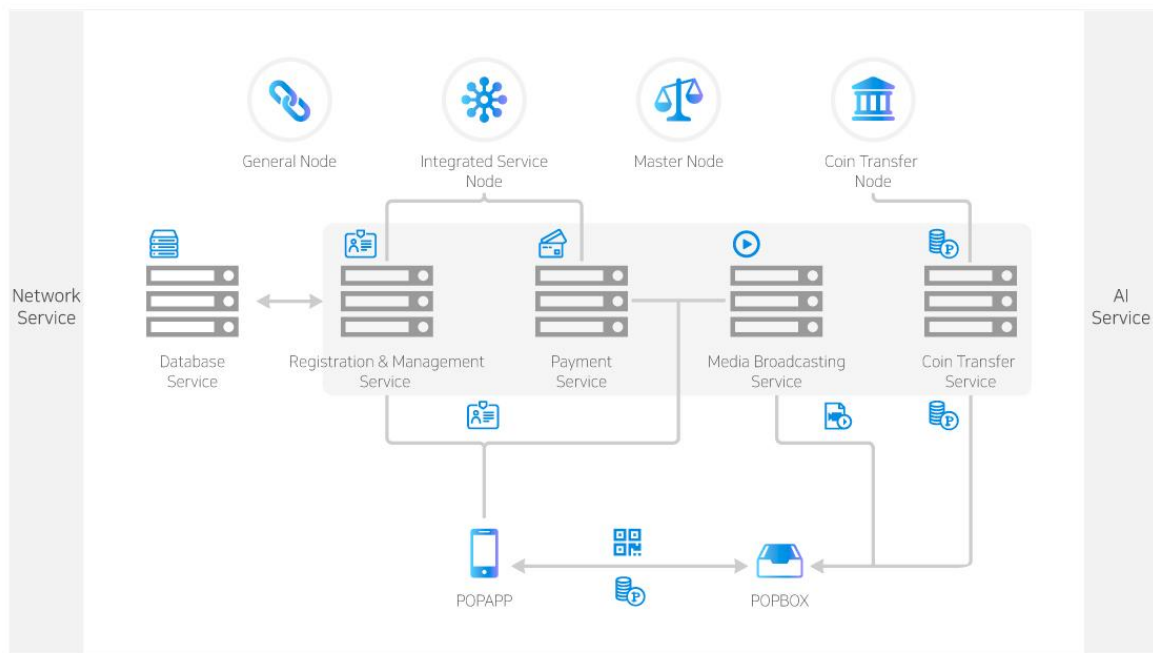 General Node
Integrated Service
Node
Master Node
Coin Transfer
Node
Network
Service
AI
Service
Database
Service
Registration & Management
Service
Payment
Service
Media Broadcasting
Service
Coin Transfer
Service
POPAPP
POPBOX